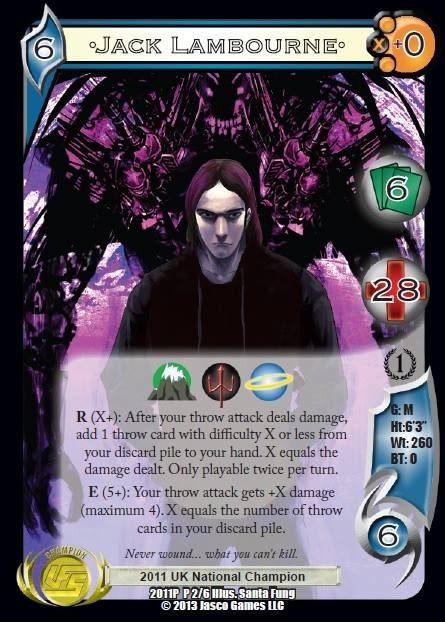 6
·JACK LAMBOURNE·
X +0
6
28
1
G: M
Ht:6'3"
Wt: 260
BT: 0
R (X+): After your throw attack deals damage,
add 1 throw card with difficulty X or less from
your discard pile to your hand. X equals the
damage dealt. Only playable twice per turn.
E (5+): Your throw attack gets +X damage
(maximum 4). X equals the number of throw
cards in your discard pile.
6
Never wound... what you can't kill.
CHAMPION
2011 UK National Champion
2011P P 2/6 Illus. Santa Fung
© 2013 Jasco Games LLC